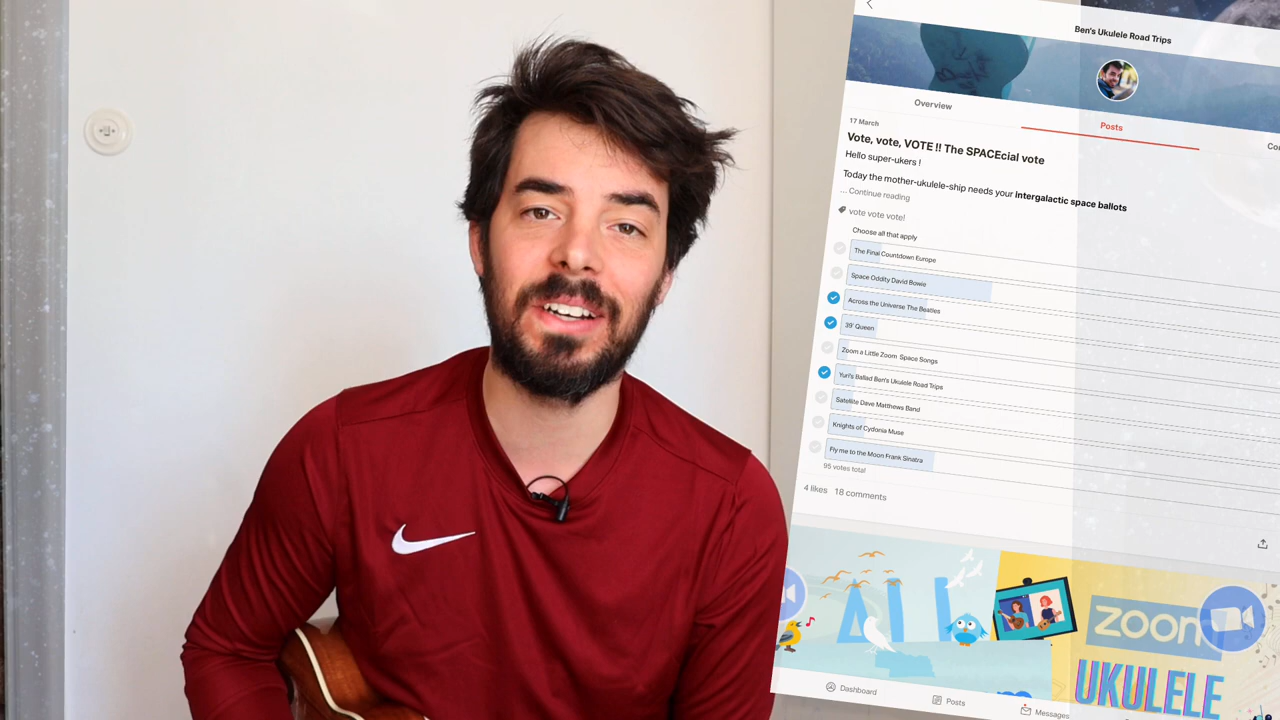 Ben's Ukulele Road Trips
Overview
Posts
17 March
Vote, vote, VOTE !! The SPACEcial vote
Hello super-ukers !
Today the mother-ukulele-ship needs your Intergalactic space ballots
... Continue reading
vote vote vote!
Choose all that apply
The Final Countdown Europe
Space Oddity David Bowie
Across the Universe The Beatles
39' Queen
Zoom a Little Zoom Space Songs
Yuri's Ballad Ben's Ukulele Road Trips
Satellite Dave Matthews Band
Knights of Cydonia Muse
Fly me to the Moon Frank Sinatra
95 votes total
4 likes 18 comments
ALL
zoom
UKULELE
Dashboard
Posts
Messages